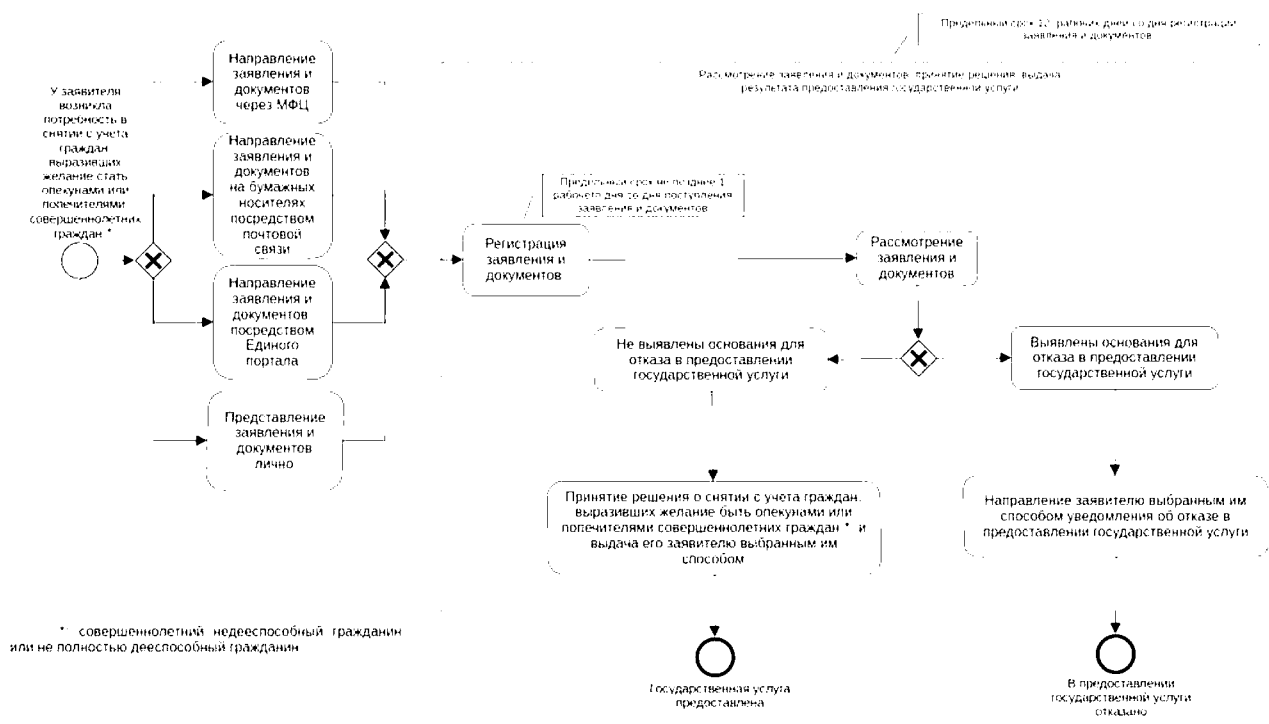 Предельный срок 12 рабочих дней со дня регистрации
заявления и документов
Рассмотрение заявления и документов, принятие решения, выдача
результата предоставления государственной услуги
У заявителя
возникла
потребность в
снятии с учета
граждан
выразивших
желание стать
опекунами или
попечителями
совершеннолетних
граждан *
Направление
заявления и
документов
через МФЦ
Направление
заявления и
документов
на бумажных
носителях
посредством
почтовой
связи
Направление
заявления и
документов
посредством
Единого
портала
Представление
заявления и
документов
лично
Предельный срок не позднее 1
рабочего дня со дня поступления
заявления и документов
Регистрация
заявления и
документов
Рассмотрение
заявления и
документов
Не выявлены основания для
отказа в предоставлении
государственной услуги
Выявлены основания для
отказа в предоставлении
государственной услуги
Принятие решения о снятии с учета граждан,
выразивших желание быть опекунами или
попечителями совершеннолетних граждан * и
выдача его заявителю выбранным им
способом
Направление заявителю выбранным им
способом уведомления об отказе в
предоставлении государственной услуги
* совершеннолетний недееспособный гражданин
или не полностью дееспособный гражданин
Государственная услуга
предоставлена
В предоставлении
государственной услуги
отказано